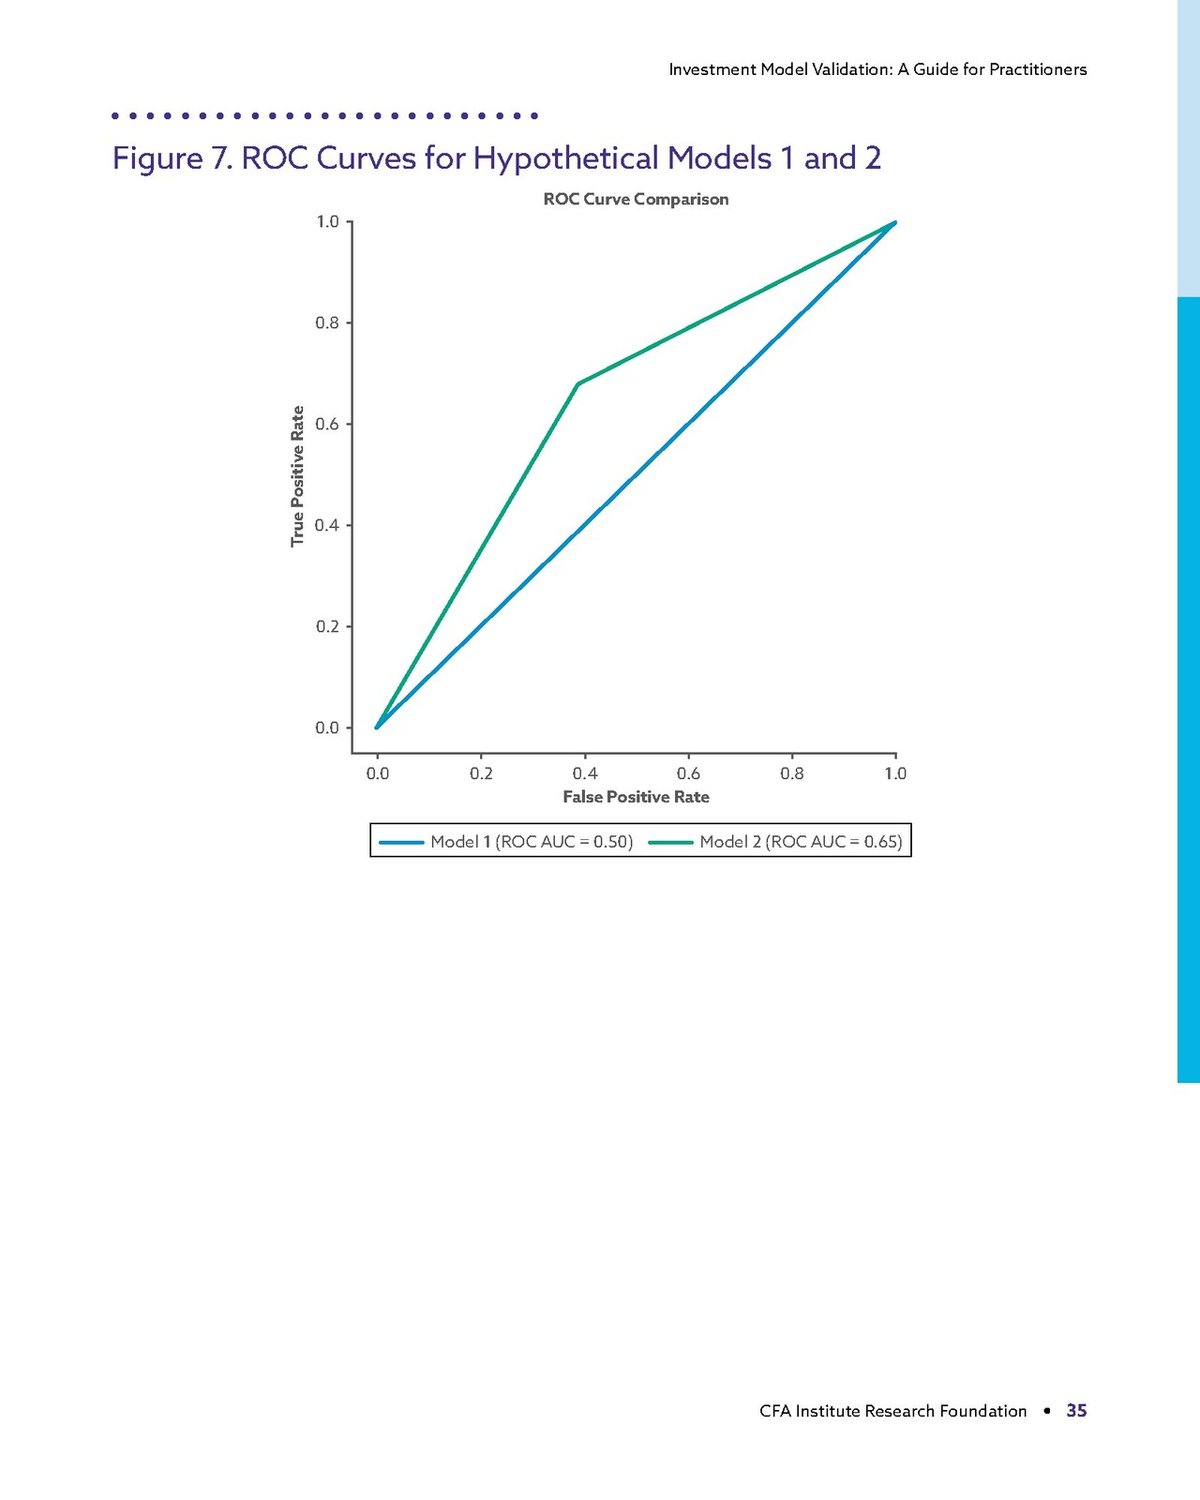 Investment Model Validation: A Guide for Practitioners
Figure 7. ROC Curves for Hypothetical Models 1 and 2
ROC Curve Comparison
1.0
0.8
0.6
0.4
0.2
0.0
True Positive Rate
0.0 0.2 0.4 0.6 0.8 1.0
False Positive Rate
Model 1 (ROC AUC = 0.50) Model 2 (ROC AUC = 0.65)
CFA Institute Research Foundation • 35